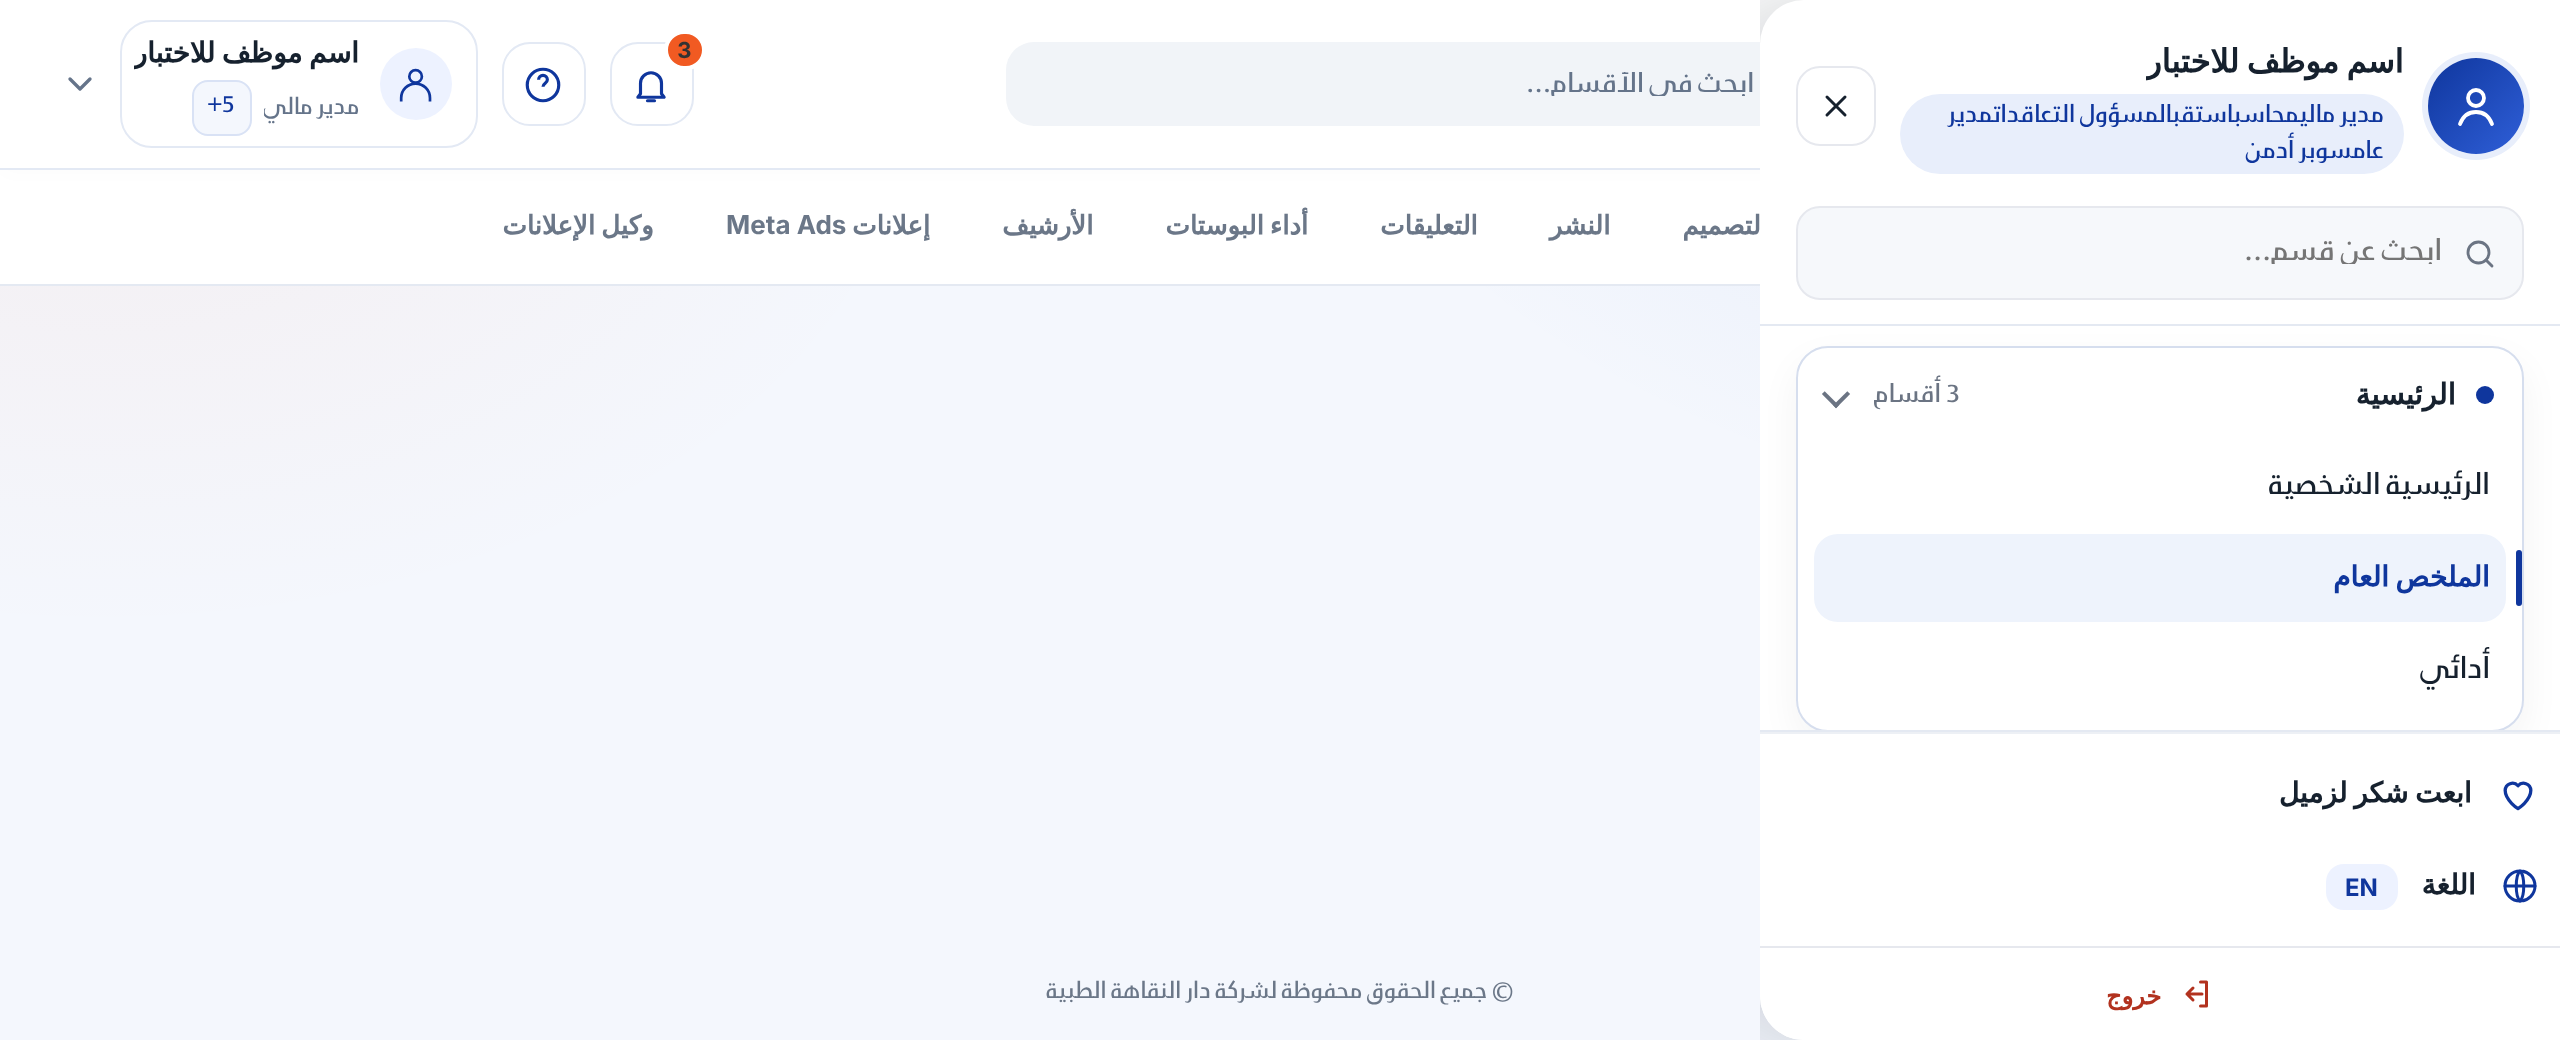 اسم موظف للاختبار
مدير ماليمحاسباستقبالمسؤول التعاقداتمدير
عامسوبر أدمن
ابحث عن قسم...
الرئيسية
3 أقسام
الرئيسية الشخصية
الملخص العام
أدائي
ابعت شكر لزميل
اللغة EN
خروج
ابحث في الأقسام...
3
اسم موظف للاختبار
مدير مالي +5
لتصميم النشر التعليقات أداء البوستات الأرشيف إعلانات Meta Ads وكيل الإعلانات
© جميع الحقوق محفوظة لشركة دار النقاهة الطبية